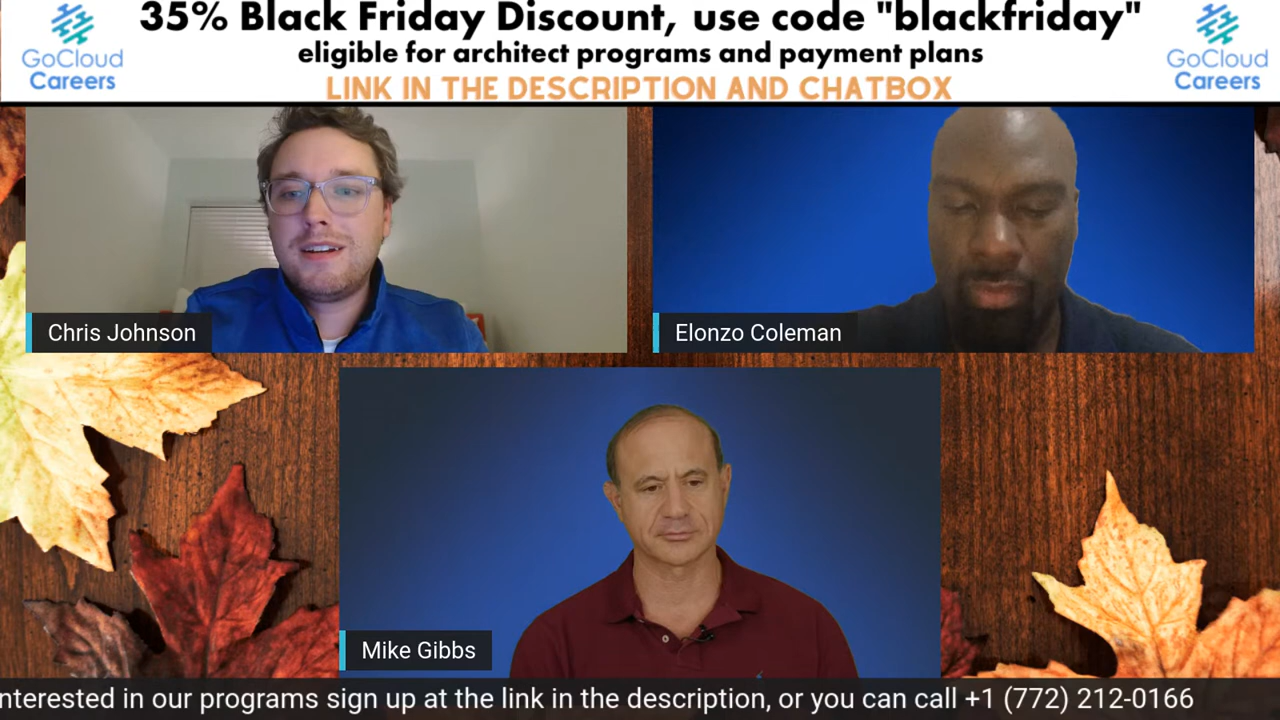 35% Black Friday Discount, use code "blackfriday"
eligible for architect programs and payment plans
LINK IN THE DESCRIPTION AND CHATBOX
GoCloud
Careers
GoCloud
Careers
Chris Johnson
Elonzo Coleman
Mike Gibbs
nterested in our programs sign up at the link in the description, or you can call +1 (772) 212-0166